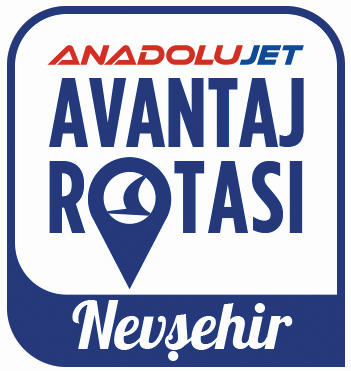 ANADOLUJET
AVANTAJ
ROTASI
Nevşehir